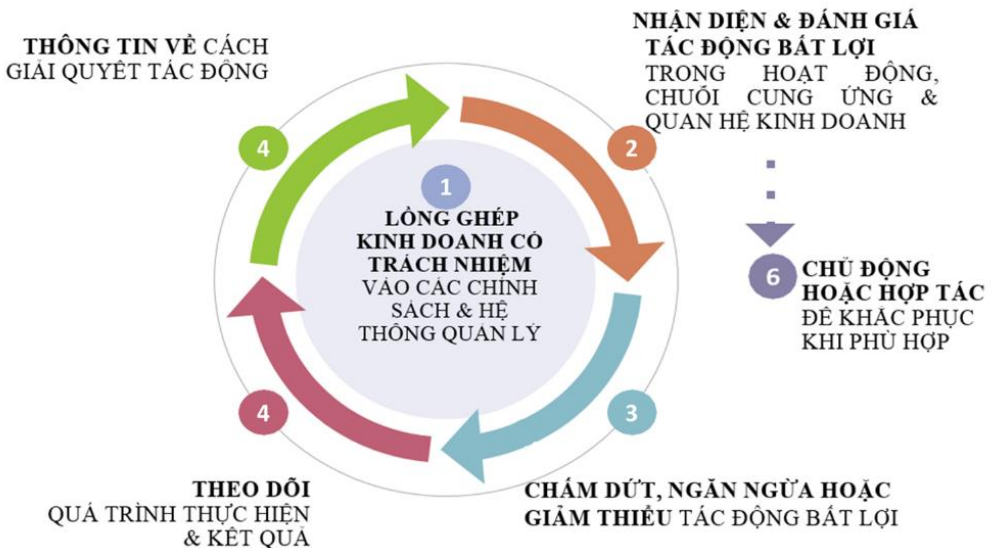 THÔNG TIN VỀ CÁCH
GIẢI QUYẾT TÁC ĐỘNG
NHẬN DIỆN & ĐÁNH GIÁ
TÁC ĐỘNG BẤT LỢI
TRONG HOẠT ĐỘNG,
CHUỖI CUNG ỨNG &
QUAN HỆ KINH DOANH
4
2
1
LỒNG GHÉP
KINH DOANH CÓ
TRÁCH NHIỆM
VÀO CÁC CHÍNH
SÁCH & HỆ
THỐNG QUẢN LÝ
6
CHỦ ĐỘNG
HOẶC HỢP TÁC
ĐỂ KHẮC PHỤC
KHI PHÙ HỢP
4
3
THEO DÕI
QUÁ TRÌNH THỰC HIỆN
& KẾT QUẢ
CHẤM DỨT, NGĂN NGỪA HOẶC
GIẢM THIỂU TÁC ĐỘNG BẤT LỢI